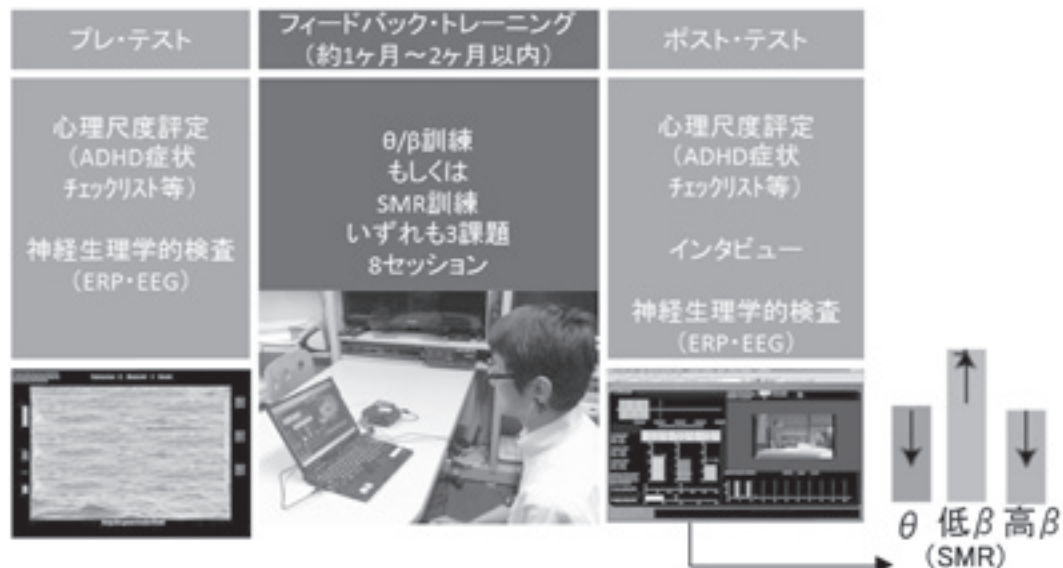 プレ・テスト
フィードバック・トレーニング
(約1ヶ月～2ヶ月以内)
ポスト・テスト
心理尺度評定
(ADHD症状
チェックリスト等)
神経生理学的検査
(ERP・EEG)
θ/β訓練
もしくは
SMR訓練
いずれも3課題
8セッション
心理尺度評定
(ADHD症状
チェックリスト等)
インタビュー
神経生理学的検査
(ERP・EEG)
θ 低β 高β
(SMR)